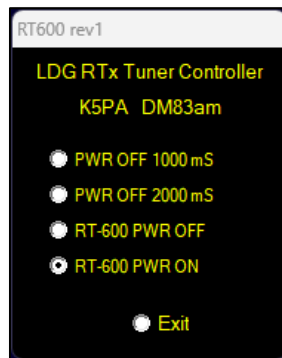 RT600 rev1
LDG RTx Tuner Controller
K5PA DM83am
PWR OFF 1000 mS
PWR OFF 2000 mS
RT-600 PWR OFF
RT-600 PWR ON
Exit